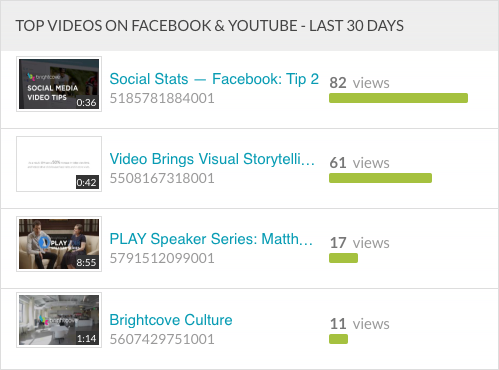 TOP VIDEOS ON FACEBOOK & YOUTUBE - LAST 30 DAYS
brightcove
SOCIAL MEDIA
VIDEO TIPS
0:36
Social Stats — Facebook: Tip 2
5185781884001
82 views
0:42
Video Brings Visual Storytelli...
5508167318001
61 views
PLAY
8:55
PLAY Speaker Series: Matth...
5791512099001
17 views
1:14
Brightcove Culture
5607429751001
11 views